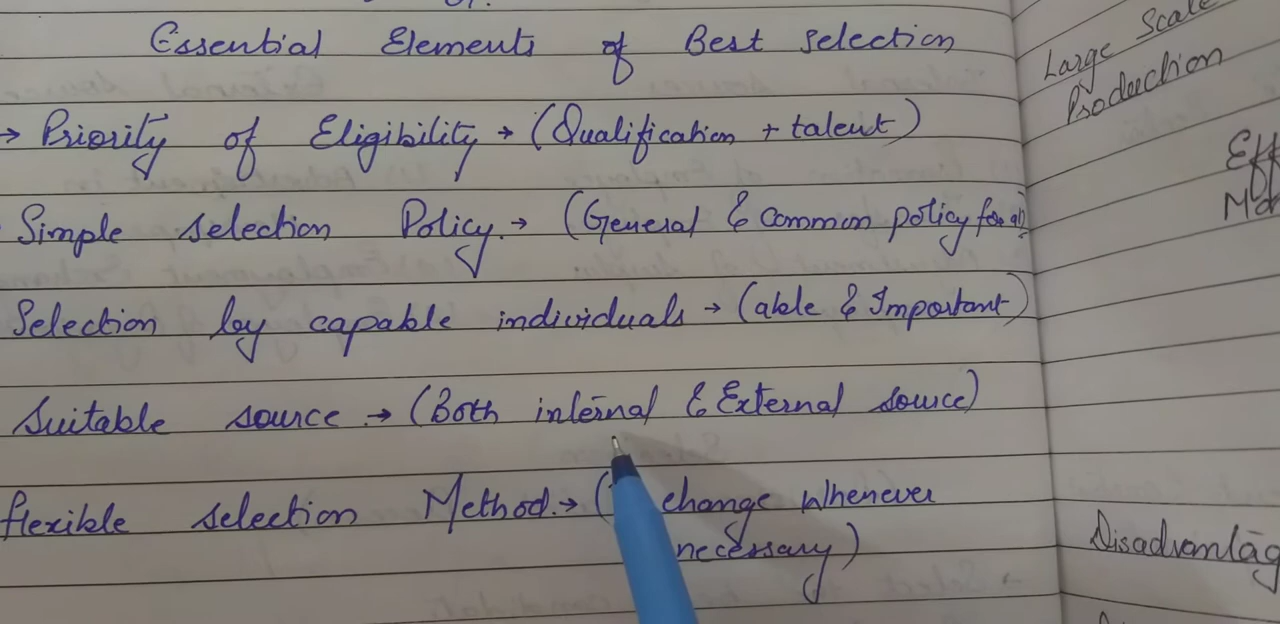 Essential Elements of Best Selection
→ Priority of Eligibility → (Qualification + talent)
Simple selection Policy. → (General & Common policy for all)
Selection by capable individuals → (able & Important)
Suitable source. → (Both internal & External source)
flexible selection Method. → ( change Whenever
necessary)
Large Scale
Production
Eff
Disadvantag